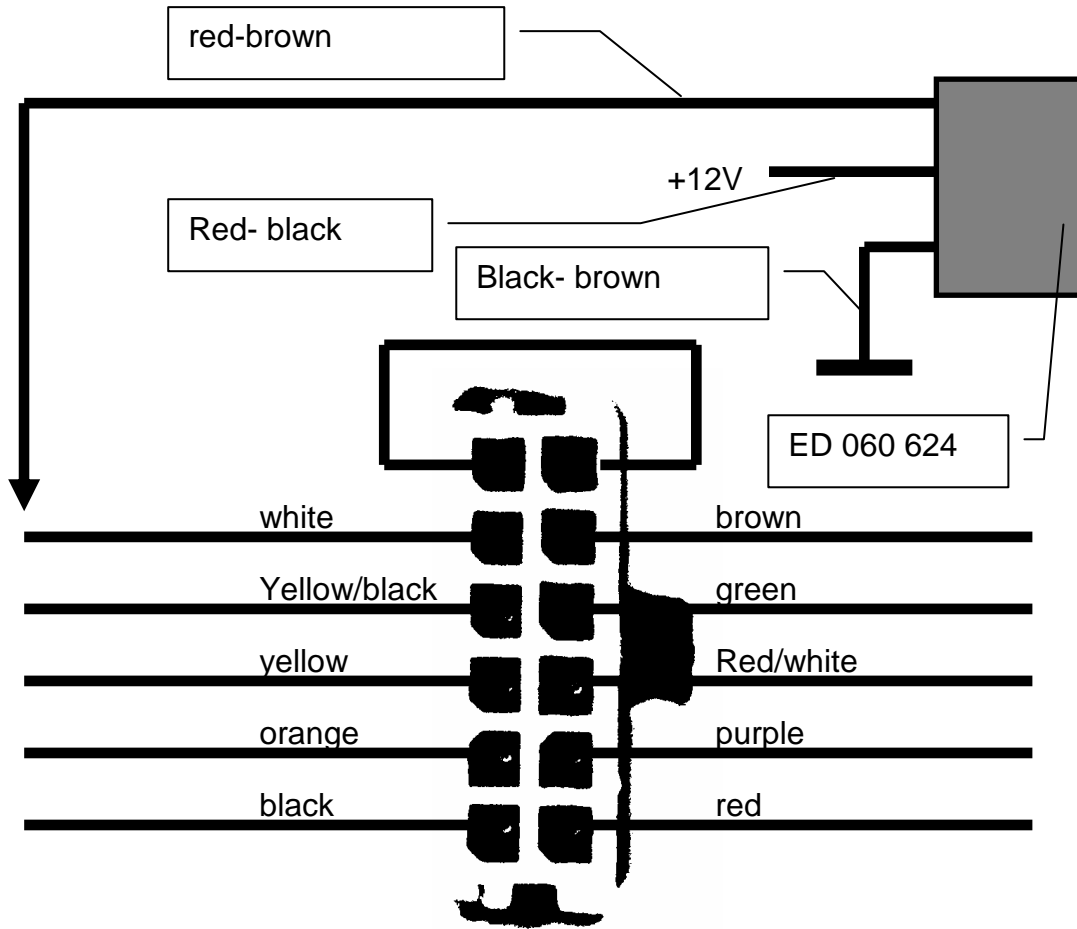 red-brown
+12V
Red- black
Black- brown
ED 060 624
white
brown
Yellow/black
green
yellow
Red/white
orange
purple
black
red